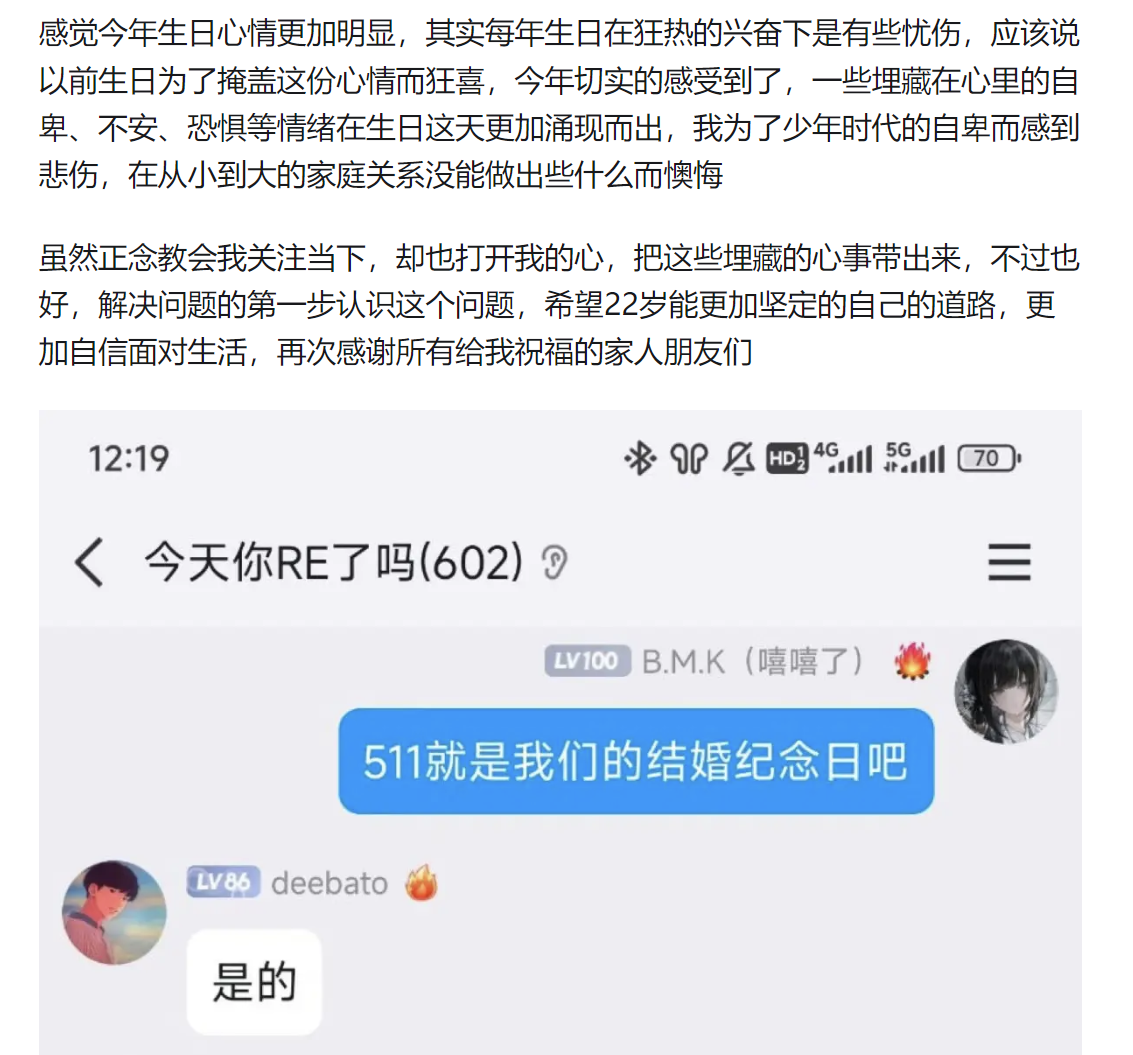 感觉今年生日心情更加明显，其实每年生日在狂热的兴奋下是有些忧伤，应该说
以前生日为了掩盖这份心情而狂喜，今年切实的感受到了，一些埋藏在心里的自
卑、不安、恐惧等情绪在生日这天更加涌现而出，我为了少年时代的自卑而感到
悲伤，在从小到大的家庭关系没能做出些什么而懊悔
虽然正念教会我关注当下，却也打开我的心，把这些埋藏的心事带出来，不过也
好，解决问题的第一步认识这个问题，希望22岁能更加坚定的自己的道路，更
加自信面对生活，再次感谢所有给我祝福的家人朋友们
12:19 HD 1 2 4G 5G 70
今天你RE了吗(602)
LV100 B.M.K（嘻嘻了）
511就是我们的结婚纪念日吧
LV86 deebato
是的